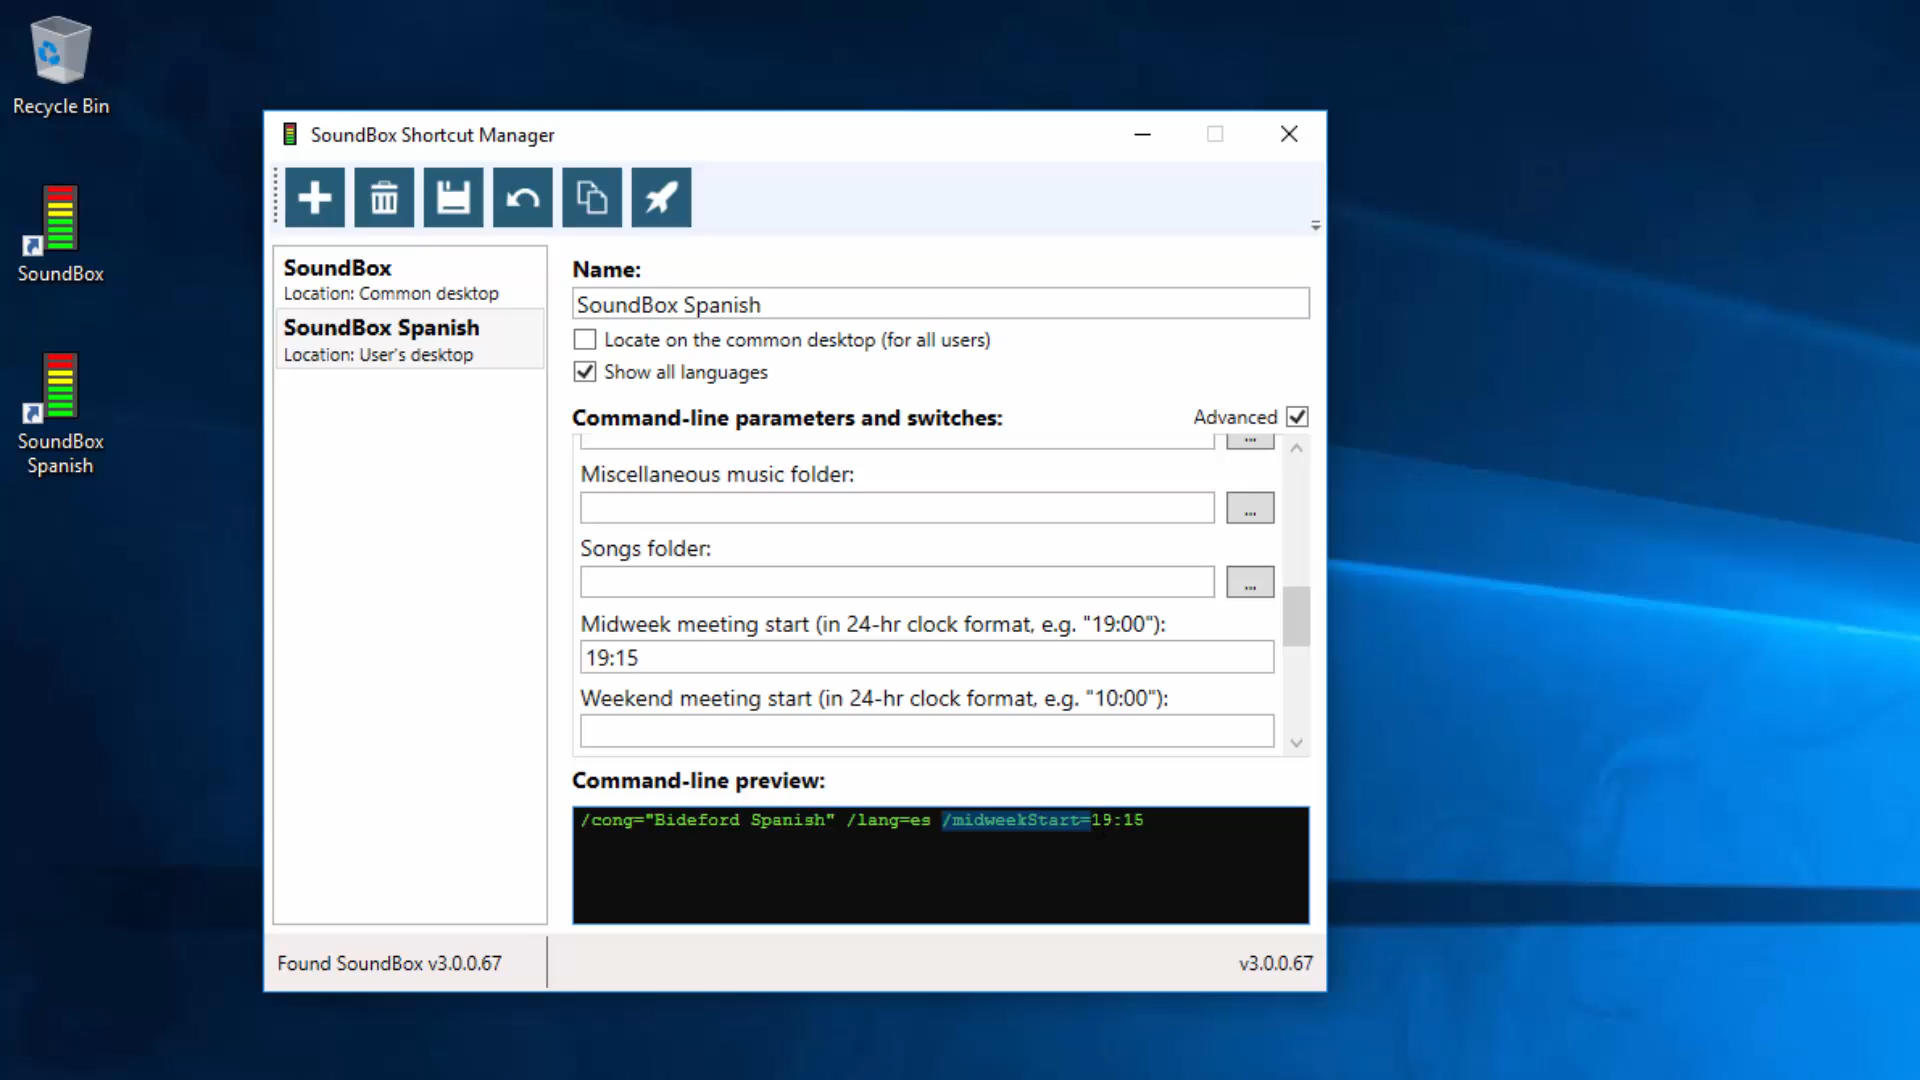 Recycle Bin
SoundBox
SoundBox
Spanish
SoundBox Shortcut Manager
SoundBox
Location: Common desktop
SoundBox Spanish
Location: User's desktop
Name:
SoundBox Spanish
Locate on the common desktop (for all users)
Show all languages
Command-line parameters and switches:
Advanced
...
Miscellaneous music folder:
...
Songs folder:
...
Midweek meeting start (in 24-hr clock format, e.g. "19:00"):
19:15
Weekend meeting start (in 24-hr clock format, e.g. "10:00"):
Command-line preview:
/cong="Bideford Spanish" /lang=es /midweekStart=19:15
Found SoundBox v3.0.0.67
v3.0.0.67